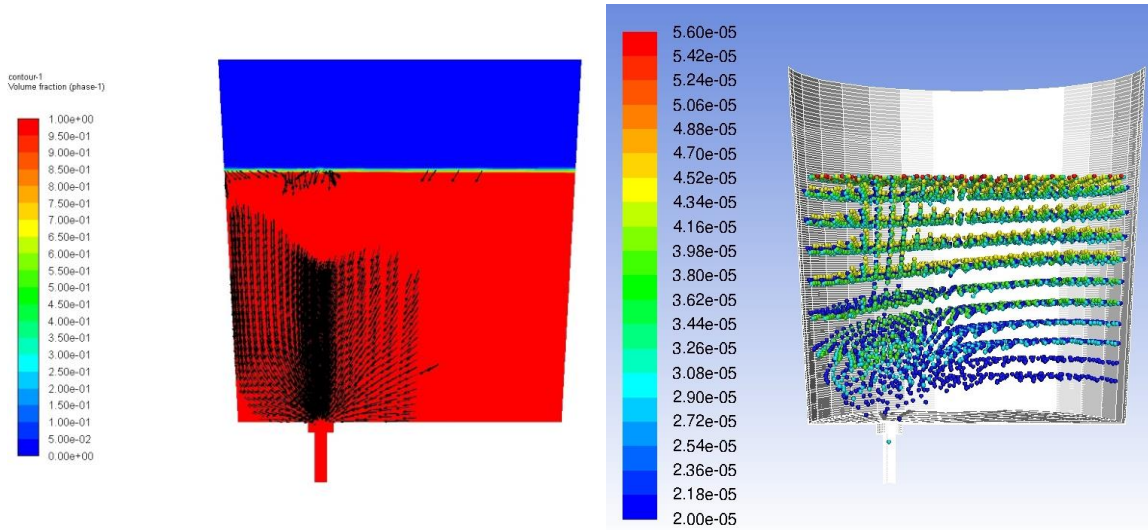 contour-1
Volume fraction (phase-1)
1.00e+00
9.50e-01
9.00e-01
8.50e-01
8.00e-01
7.50e-01
7.00e-01
6.50e-01
6.00e-01
5.50e-01
5.00e-01
4.50e-01
4.00e-01
3.50e-01
3.00e-01
2.50e-01
2.00e-01
1.50e-01
1.00e-01
5.00e-02
0.00e+00
5.60e-05
5.42e-05
5.24e-05
5.06e-05
4.88e-05
4.70e-05
4.52e-05
4.34e-05
4.16e-05
3.98e-05
3.80e-05
3.62e-05
3.44e-05
3.26e-05
3.08e-05
2.90e-05
2.72e-05
2.54e-05
2.36e-05
2.18e-05
2.00e-05